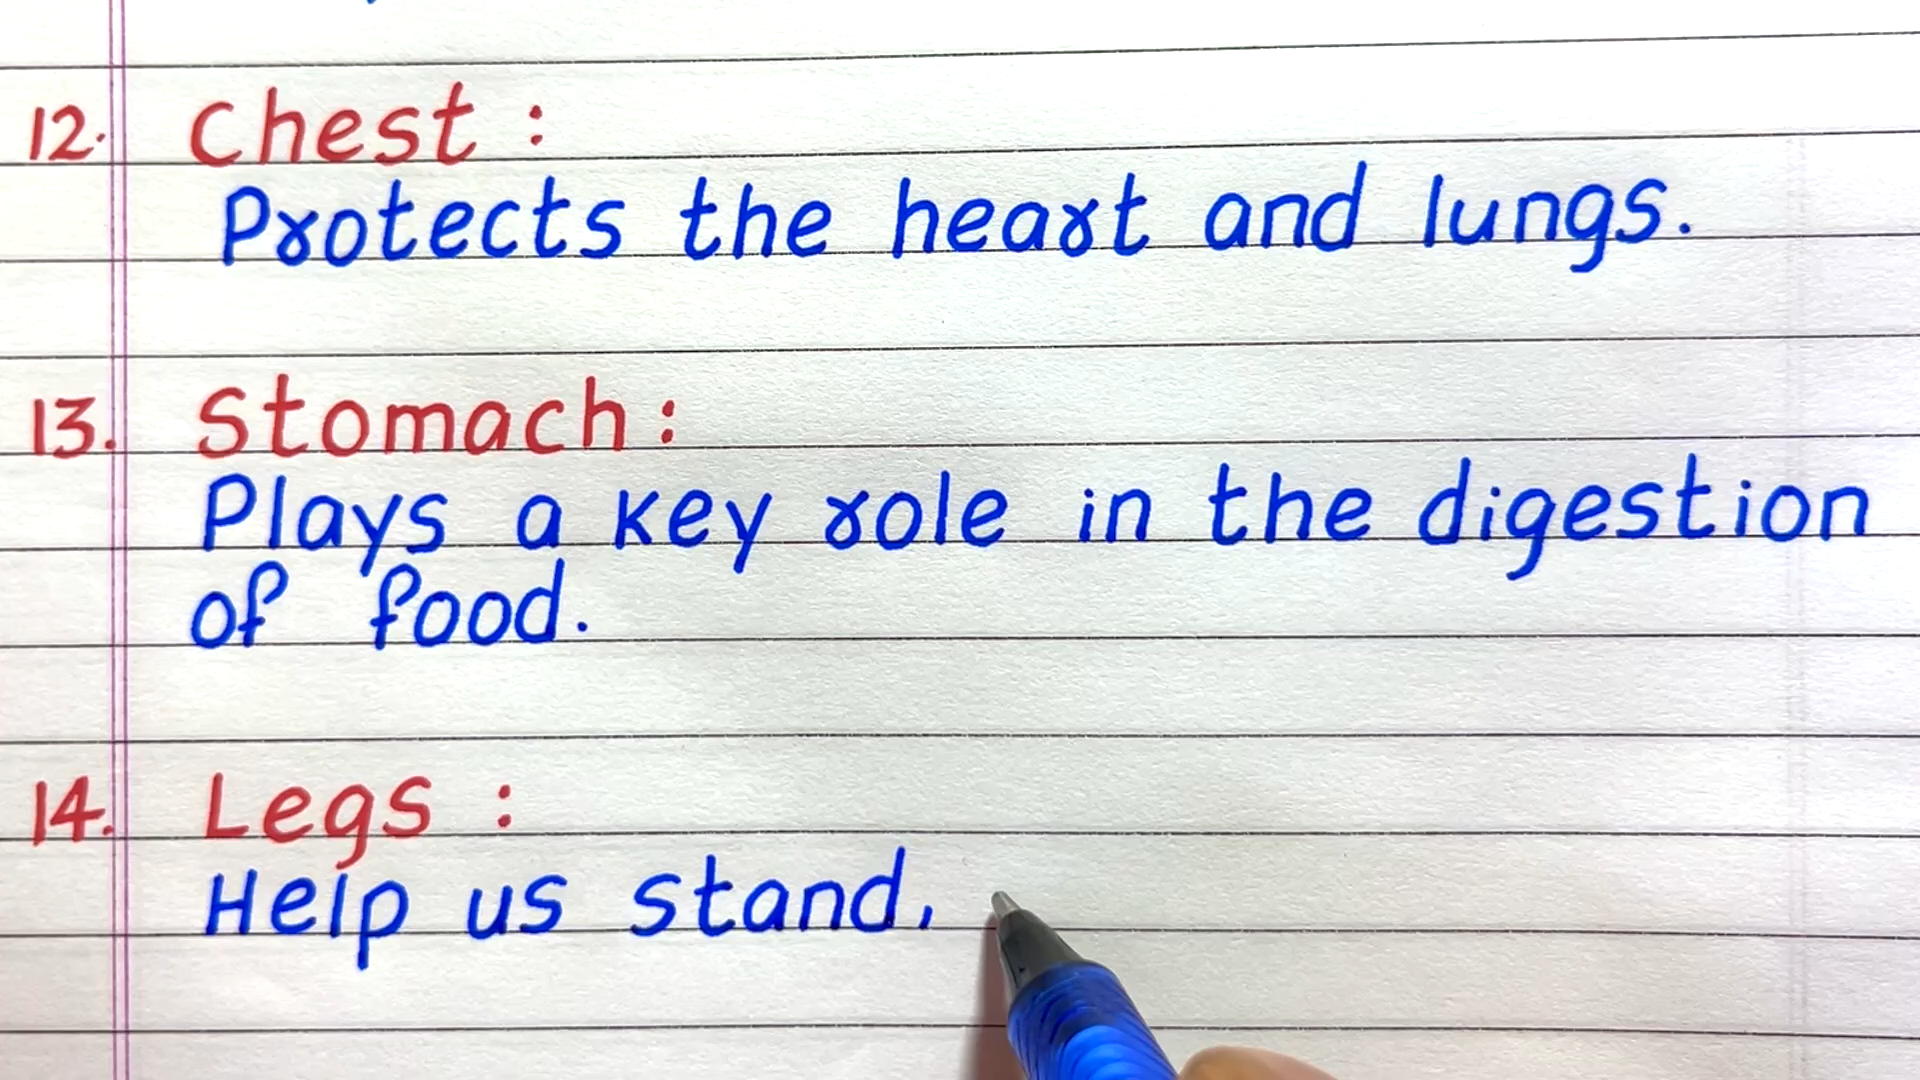 12. Chest :
Protects the heart and lungs.
13. Stomach :
Plays a key role in the digestion
of food.
14. Legs :
Help us stand,